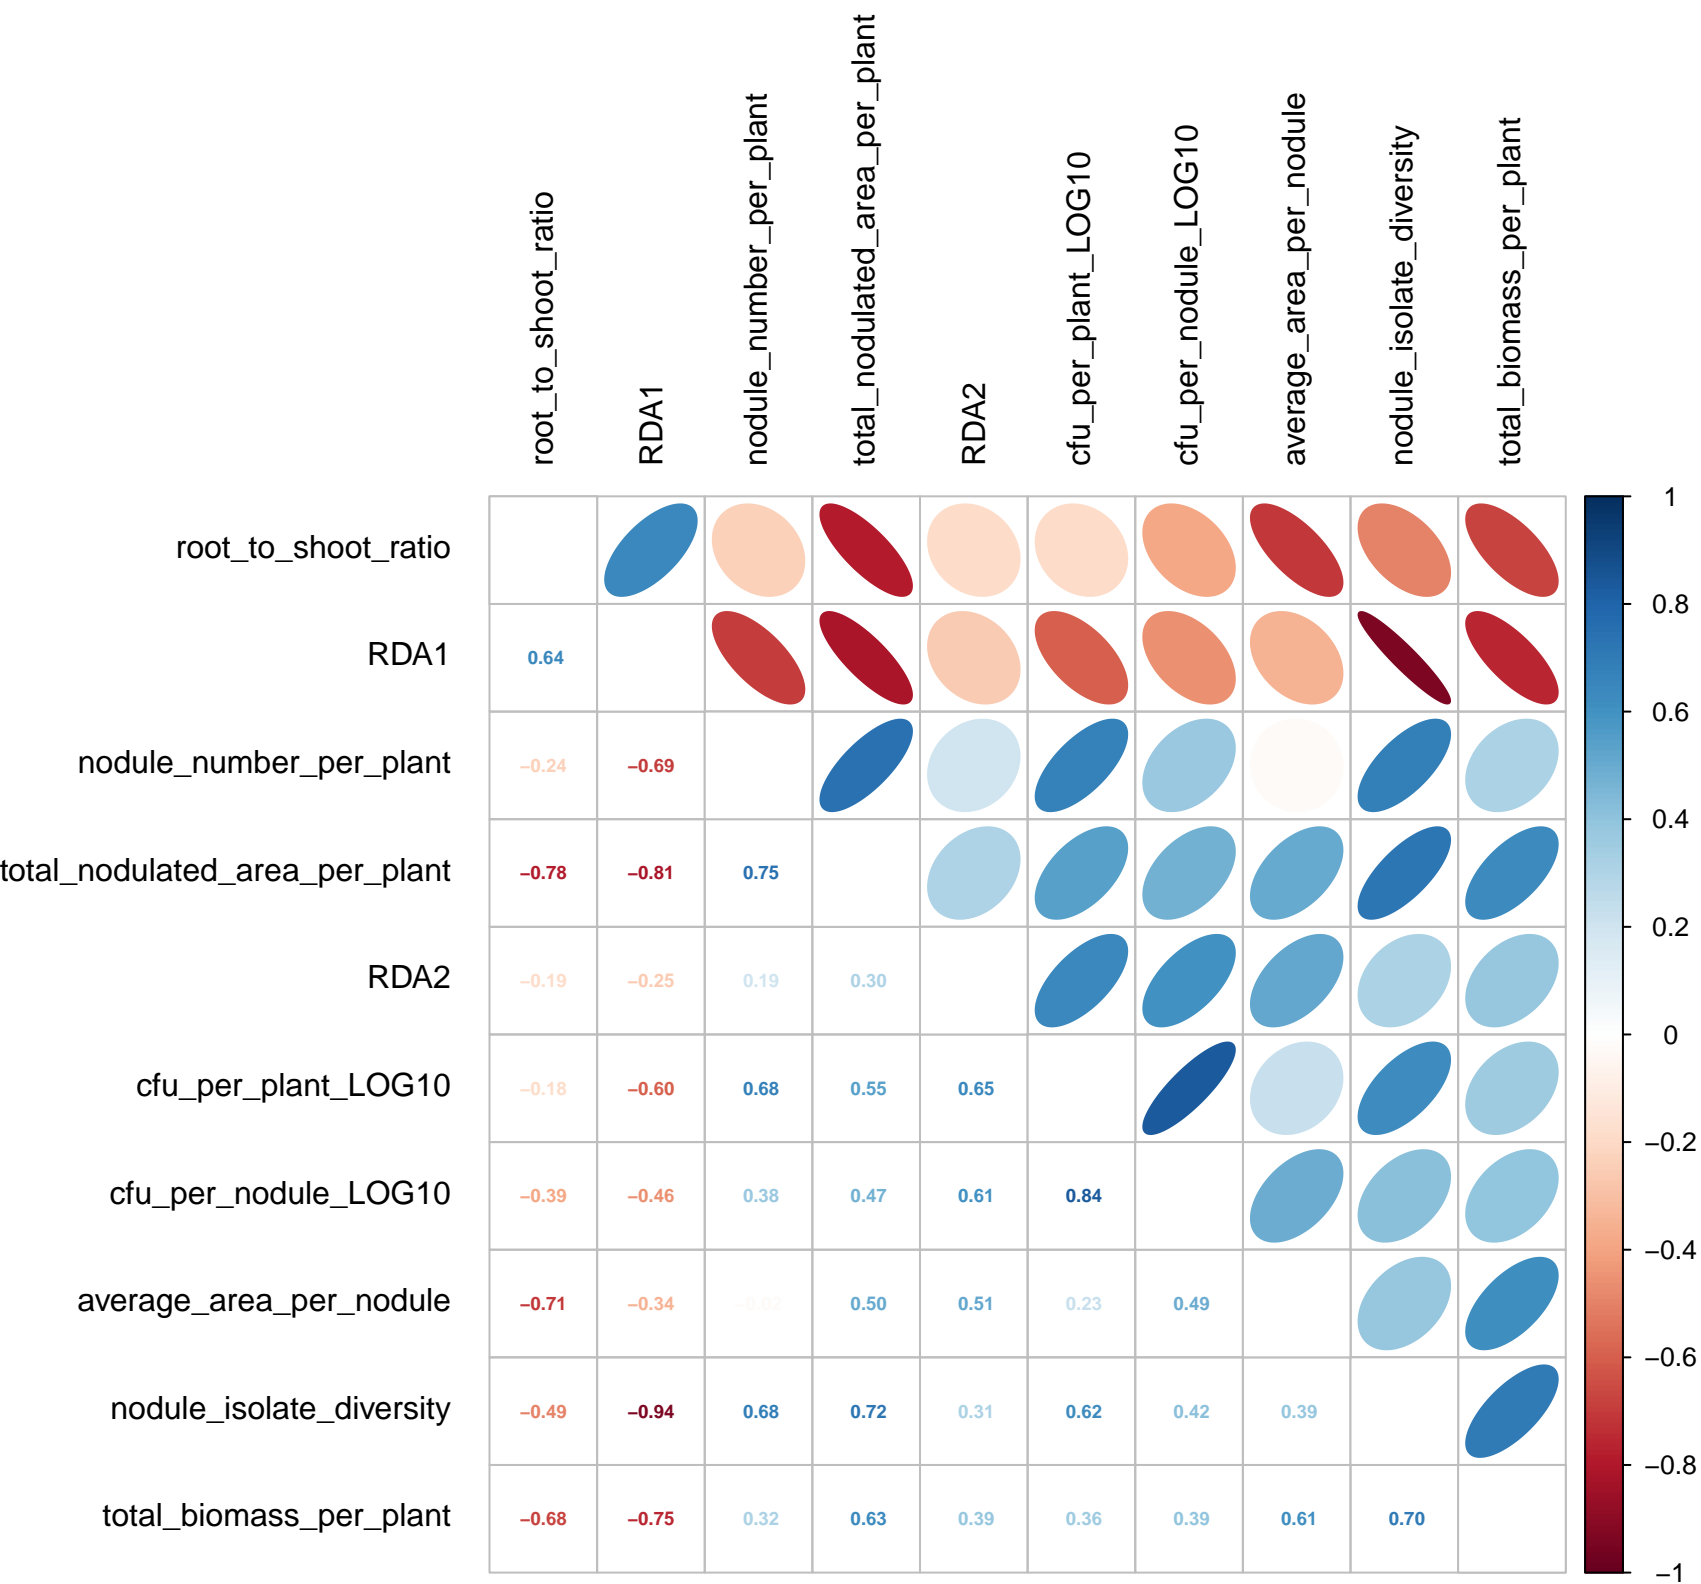 root_to_shoot_ratio
RDA1
nodule_number_per_plant
total_nodulated_area_per_plant
RDA2
cfu_per_plant_LOG10
cfu_per_nodule_LOG10
average_area_per_nodule
nodule_isolate_diversity
total_biomass_per_plant
root_to_shoot_ratio
RDA1 0.64
nodule_number_per_plant −0.24 −0.69
total_nodulated_area_per_plant −0.78 −0.81 0.75
RDA2 −0.19 −0.25 0.19 0.30
cfu_per_plant_LOG10 −0.18 −0.60 0.68 0.55 0.65
cfu_per_nodule_LOG10 −0.39 −0.46 0.38 0.47 0.61 0.84
average_area_per_nodule −0.71 −0.34 −0.02 0.50 0.51 0.23 0.49
nodule_isolate_diversity −0.49 −0.94 0.68 0.72 0.31 0.62 0.42 0.39
total_biomass_per_plant −0.68 −0.75 0.32 0.63 0.39 0.36 0.39 0.61 0.70
1
0.8
0.6
0.4
0.2
0
−0.2
−0.4
−0.6
−0.8
−1